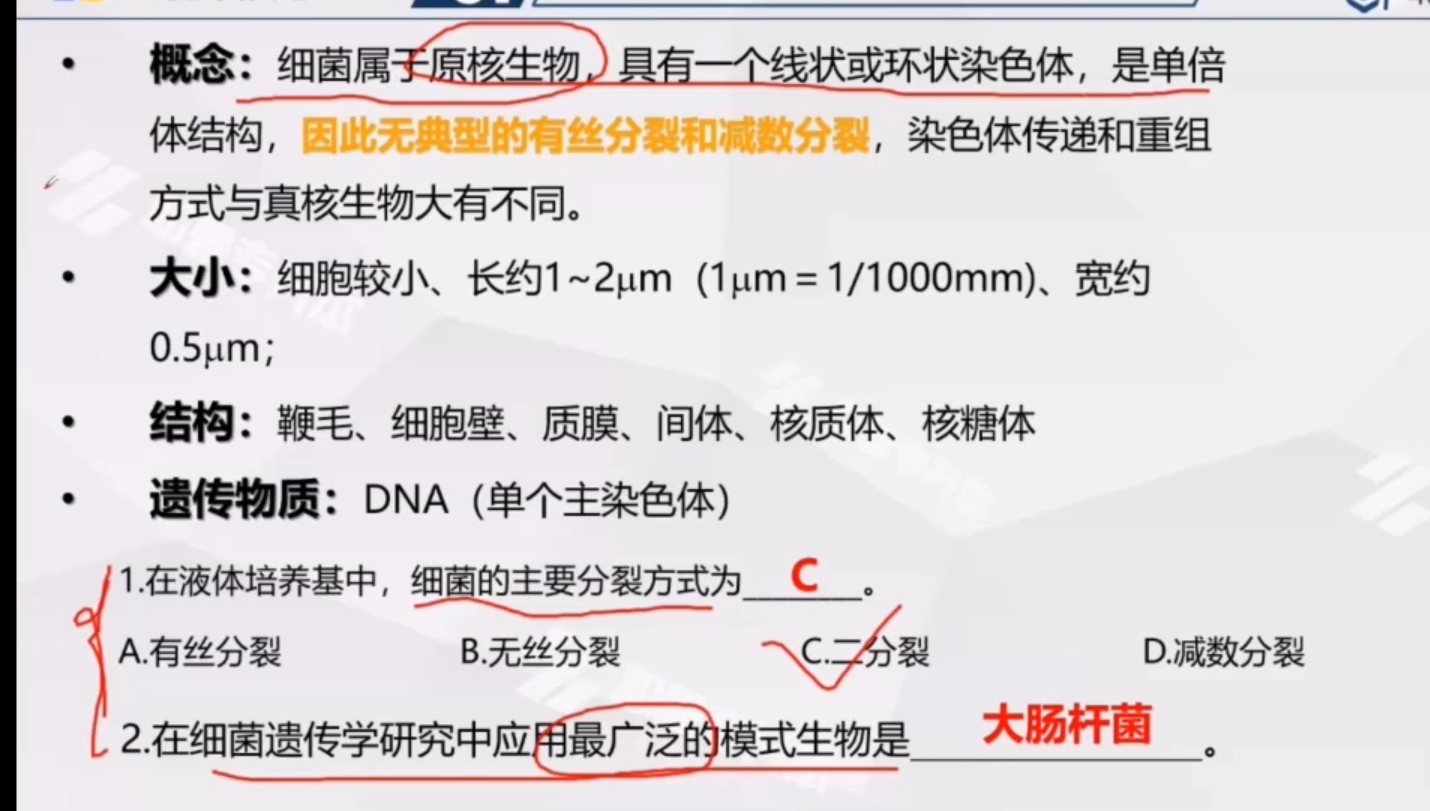 • 概念：细菌属于原核生物，具有一个线状或环状染色体，是单倍
体结构，因此无典型的有丝分裂和减数分裂，染色体传递和重组
方式与真核生物大有不同。
• 大小：细胞较小、长约1~2μm（1μm = 1/1000mm)、宽约
0.5μm；
• 结构：鞭毛、细胞壁、质膜、间体、核质体、核糖体
• 遗传物质：DNA（单个主染色体）
1.在液体培养基中，细菌的主要分裂方式为____C____。
A.有丝分裂 B.无丝分裂 C.二分裂 D.减数分裂
2.在细菌遗传学研究中应用最广泛的模式生物是____大肠杆菌____。